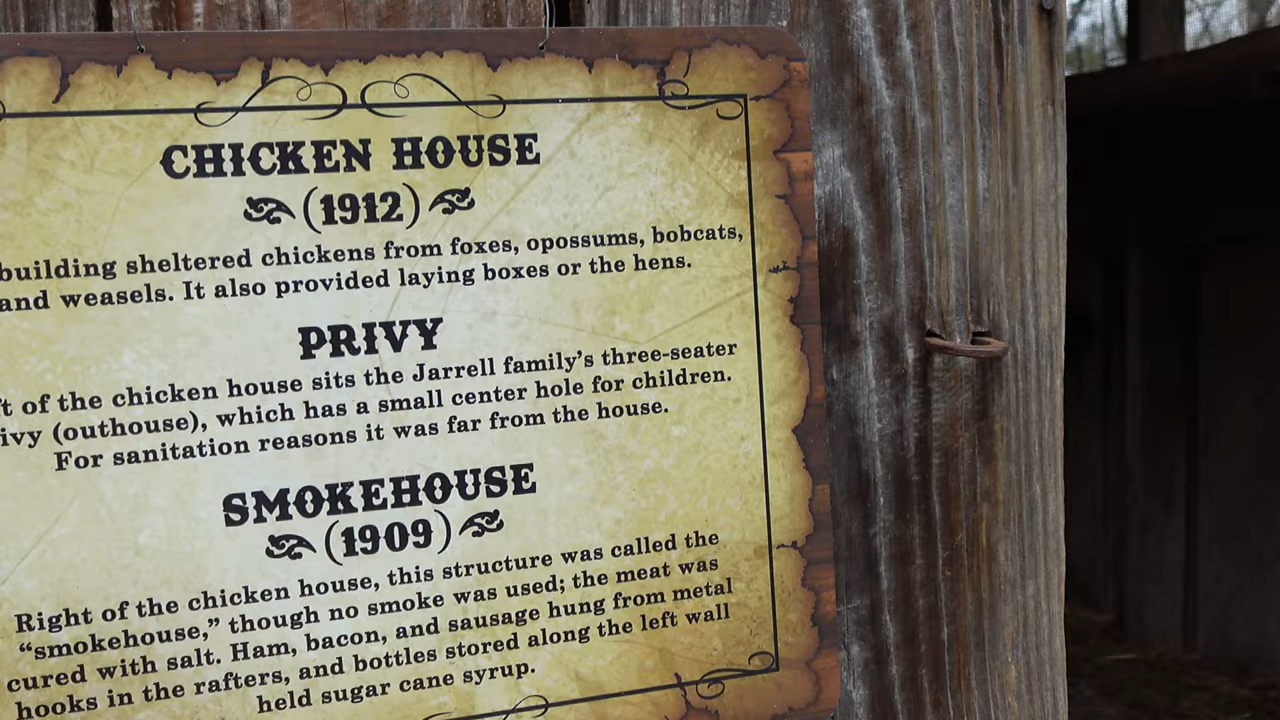 CHICKEN HOUSE
(1912)
building sheltered chickens from foxes, opossums, bobcats,
and weasels. It also provided laying boxes or the hens.
PRIVY
of the chicken house sits the Jarrell family's three-seater
(outhouse), which has a small center hole for children.
For sanitation reasons it was far from the house.
SMOKEHOUSE
(1909)
Right of the chicken house, this structure was called the
“smokehouse,” though no smoke was used; the meat was
cured with salt. Ham, bacon, and sausage hung from metal
hooks in the rafters, and bottles stored along the left wall
held sugar cane syrup.